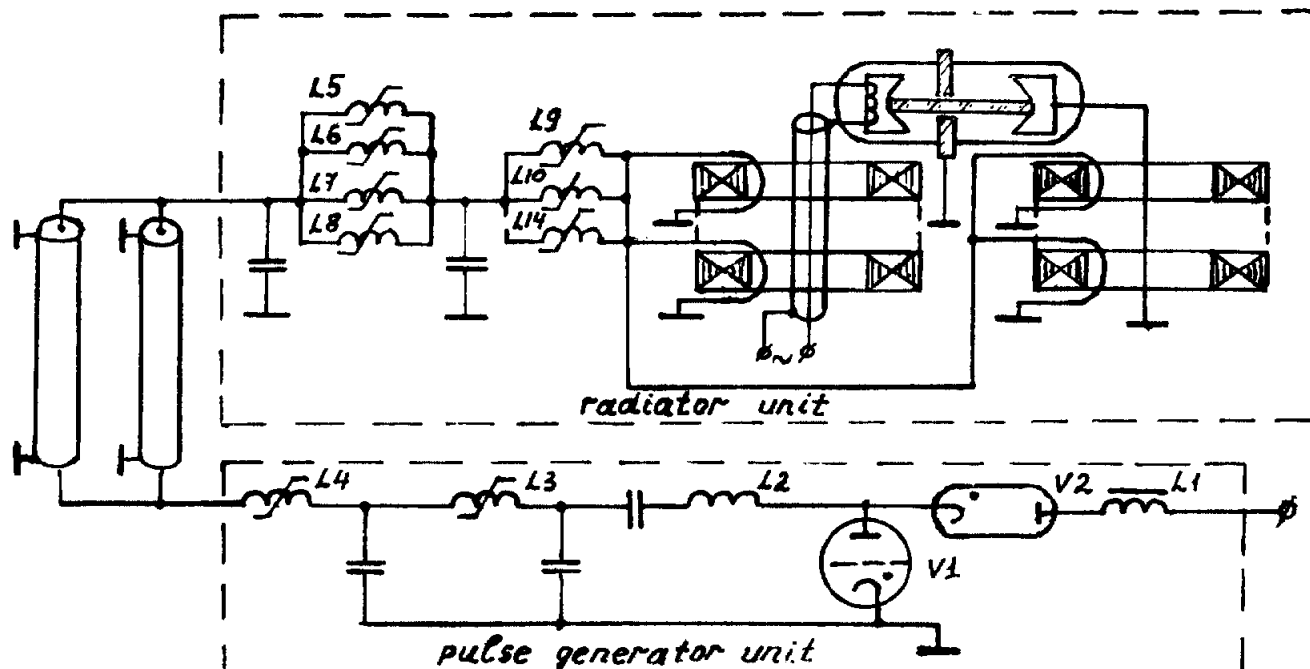 L5
L6
L7
L8
L9
L10
L14
radiator unit
L4
L3
L2
V2
L1
V1
pulse generator unit